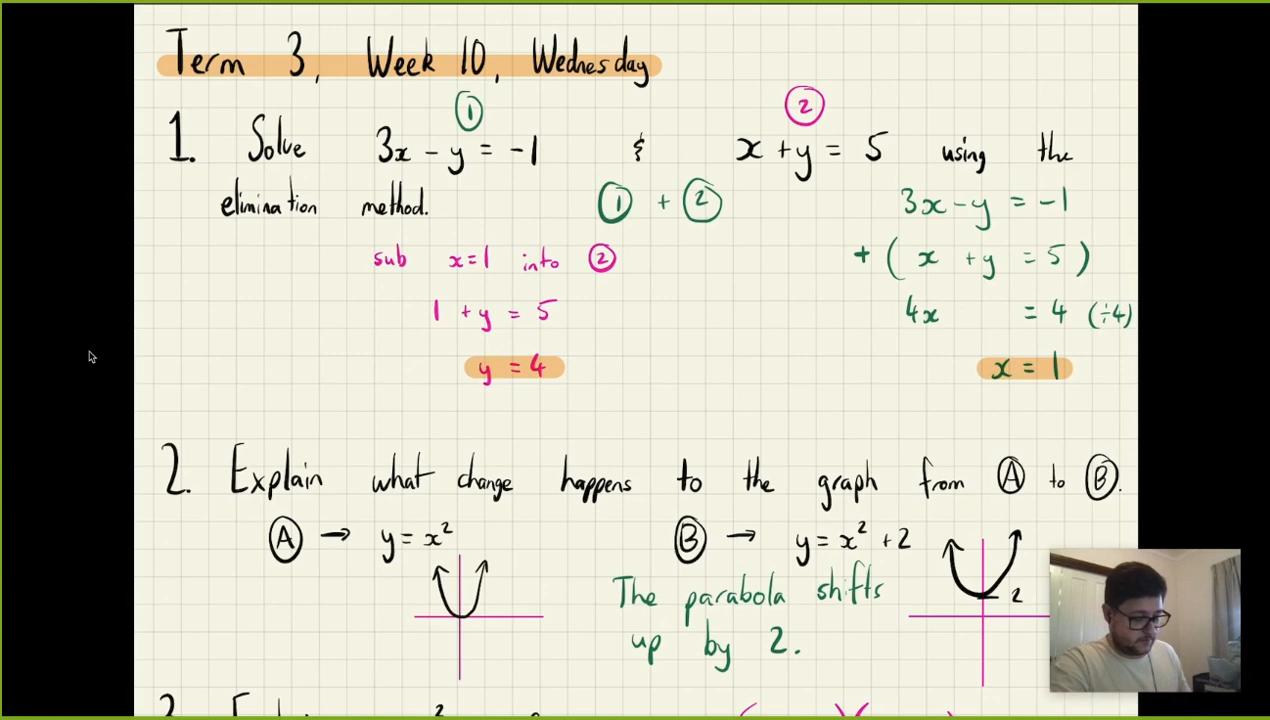 Term 3, Week 10, Wednesday
① ②
1. Solve 3x - y = -1 & x + y = 5 using the
elimination method. ① + ② 3x - y = -1
sub x = 1 into ② + ( x + y = 5 )
1 + y = 5 4x = 4 (÷4)
y = 4 x = 1
2. Explain what change happens to the graph from Ⓐ to Ⓑ.
Ⓐ → y = x² Ⓑ → y = x² + 2
The parabola shifts 2
up by 2.